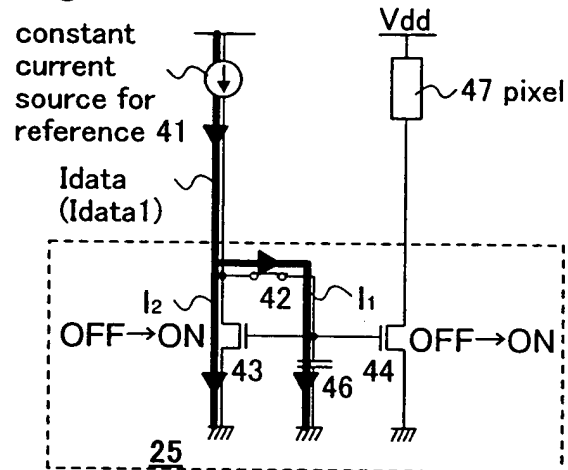 constant
current
source for
reference 41
Vdd
47 pixel
Idata
(Idata1)
I2
42
I1
OFF→ON
43
46
44
OFF→ON
25